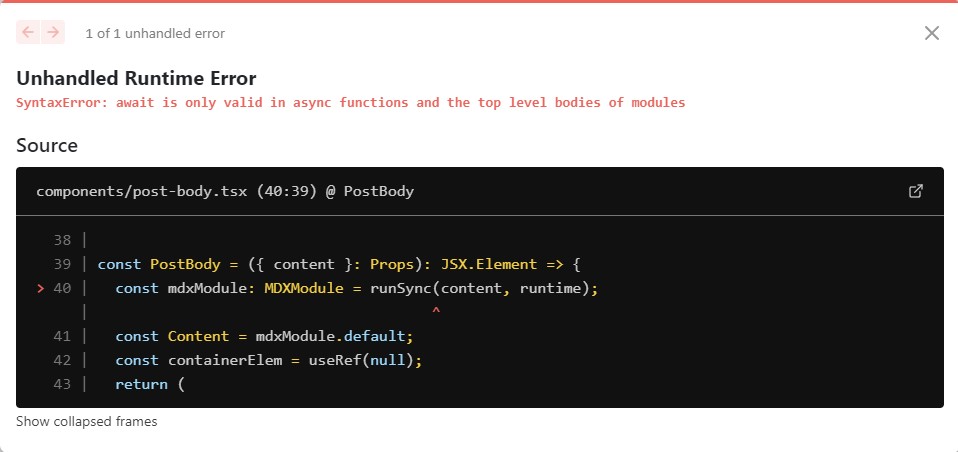 1 of 1 unhandled error
Unhandled Runtime Error
SyntaxError: await is only valid in async functions and the top level bodies of modules
Source
components/post-body.tsx (40:39) @ PostBody
38 |
39 | const PostBody = ({ content }: Props): JSX.Element => {
> 40 |   const mdxModule: MDXModule = runSync(content, runtime);
|                                       ^
41 |   const Content = mdxModule.default;
42 |   const containerElem = useRef(null);
43 |   return (
Show collapsed frames